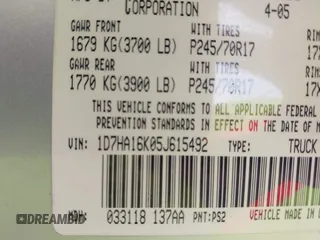 CORPORATION 4-05
GAWR FRONT WITH TIRES
1679 KG(3700 LB) P245/70R17
GAWR REAR WITH TIRES
1770 KG(3900 LB) P245/70R17
THIS VEHICLE CONFORMS TO ALL APPLICABLE FEDERAL
PREVENTION STANDARDS IN EFFECT ON THE DATE OF M
VIN: 1D7HA16K05J615492 TYPE: TRUCK
MDH: 033118 137AA PNT:PS2 VEHICLE MADE IN
DREAMBID